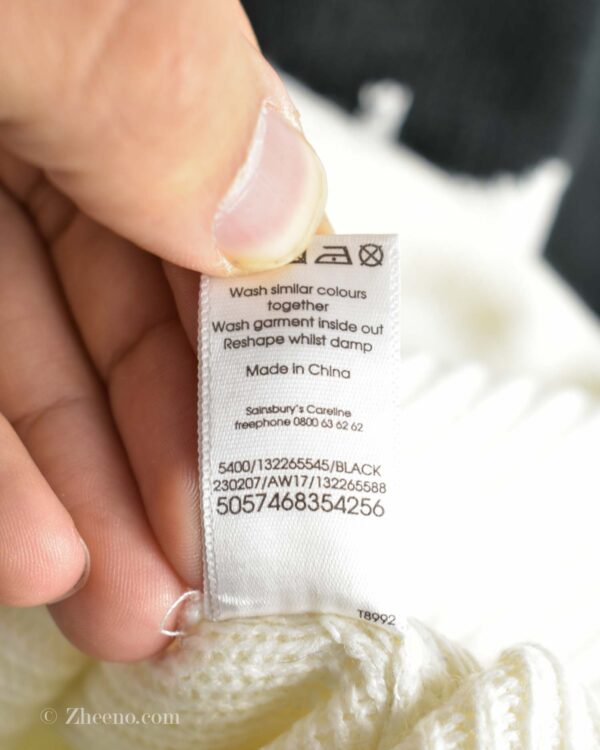 Wash similar colours
together
Wash garment inside out
Reshape whilst damp
Made in China
Sainsbury's Careline
freephone 0800 63 62 62
5400/132265545/BLACK
230207/AW17/132265588
5057468354256
T8992
© Zheeno.com